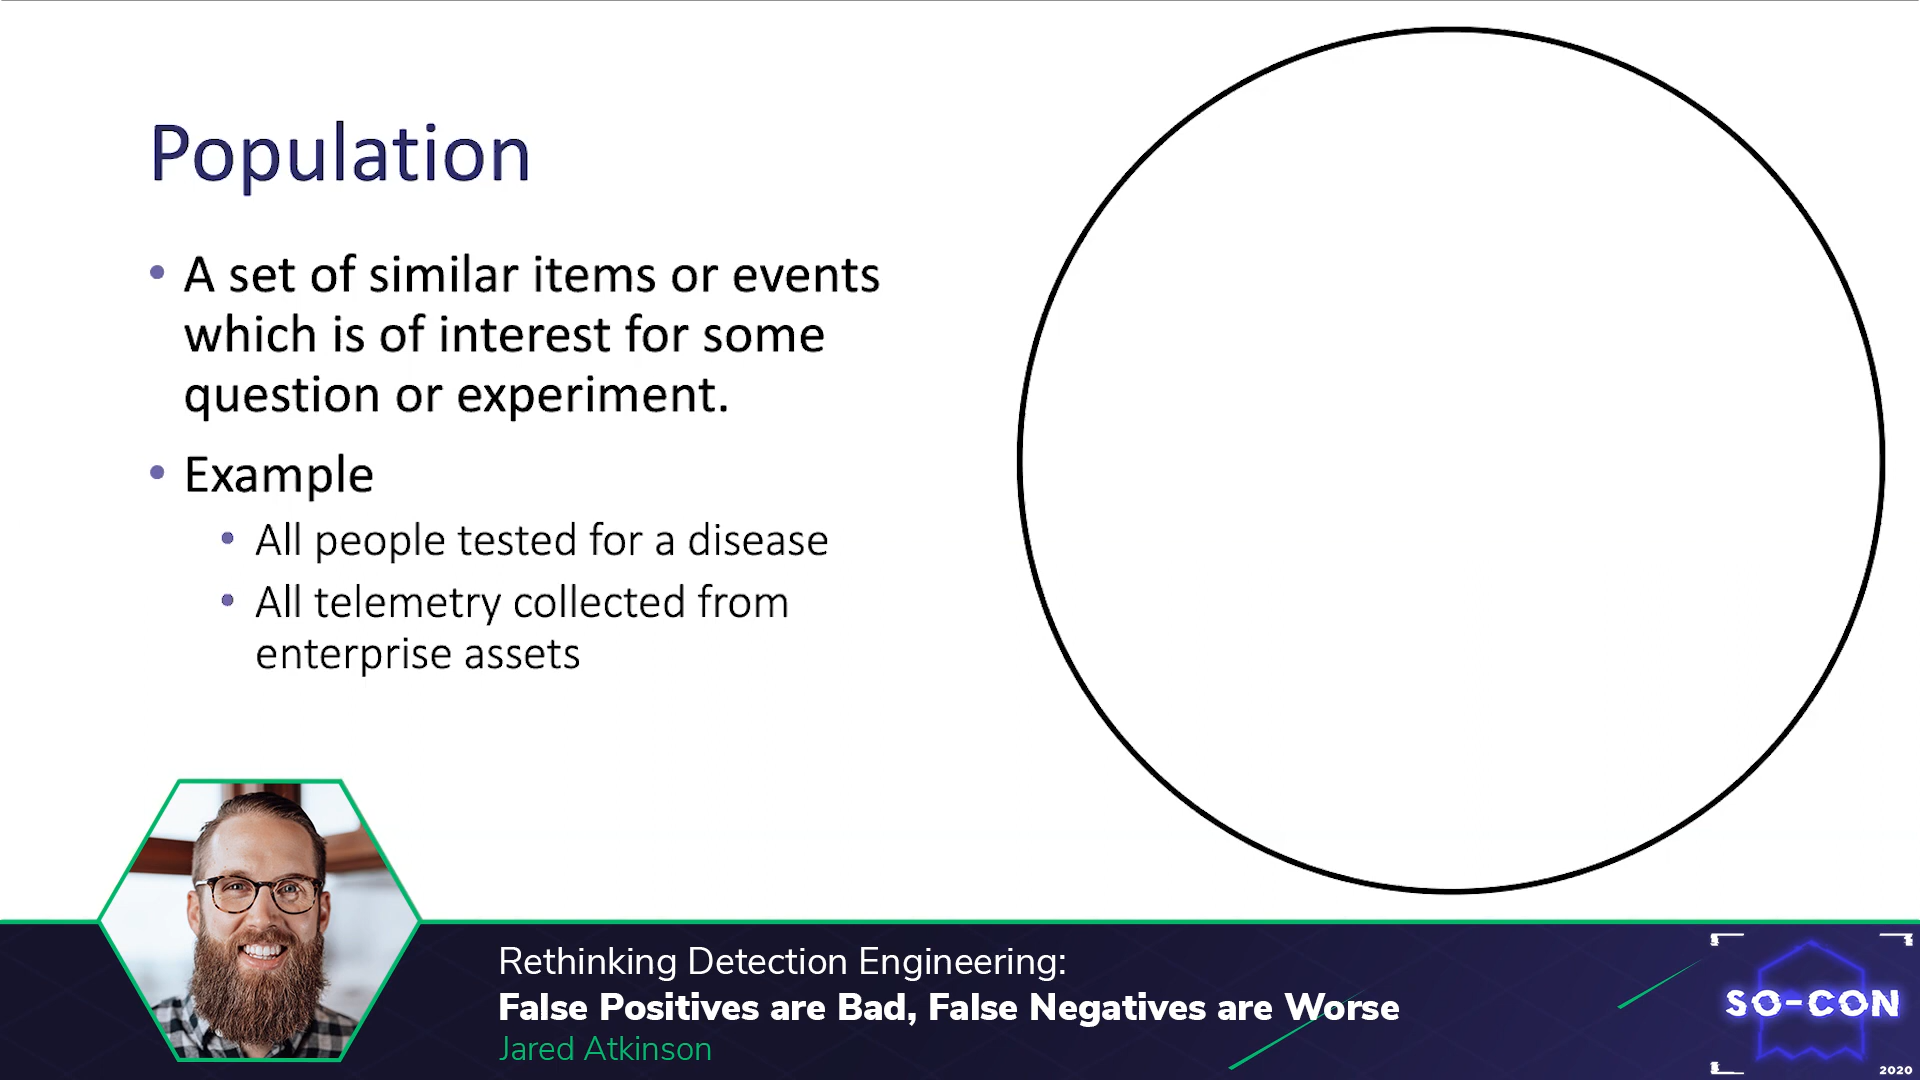 Population
• A set of similar items or events
which is of interest for some
question or experiment.
• Example
• All people tested for a disease
• All telemetry collected from
enterprise assets
Rethinking Detection Engineering:
False Positives are Bad, False Negatives are Worse
Jared Atkinson
SO-CON
2020